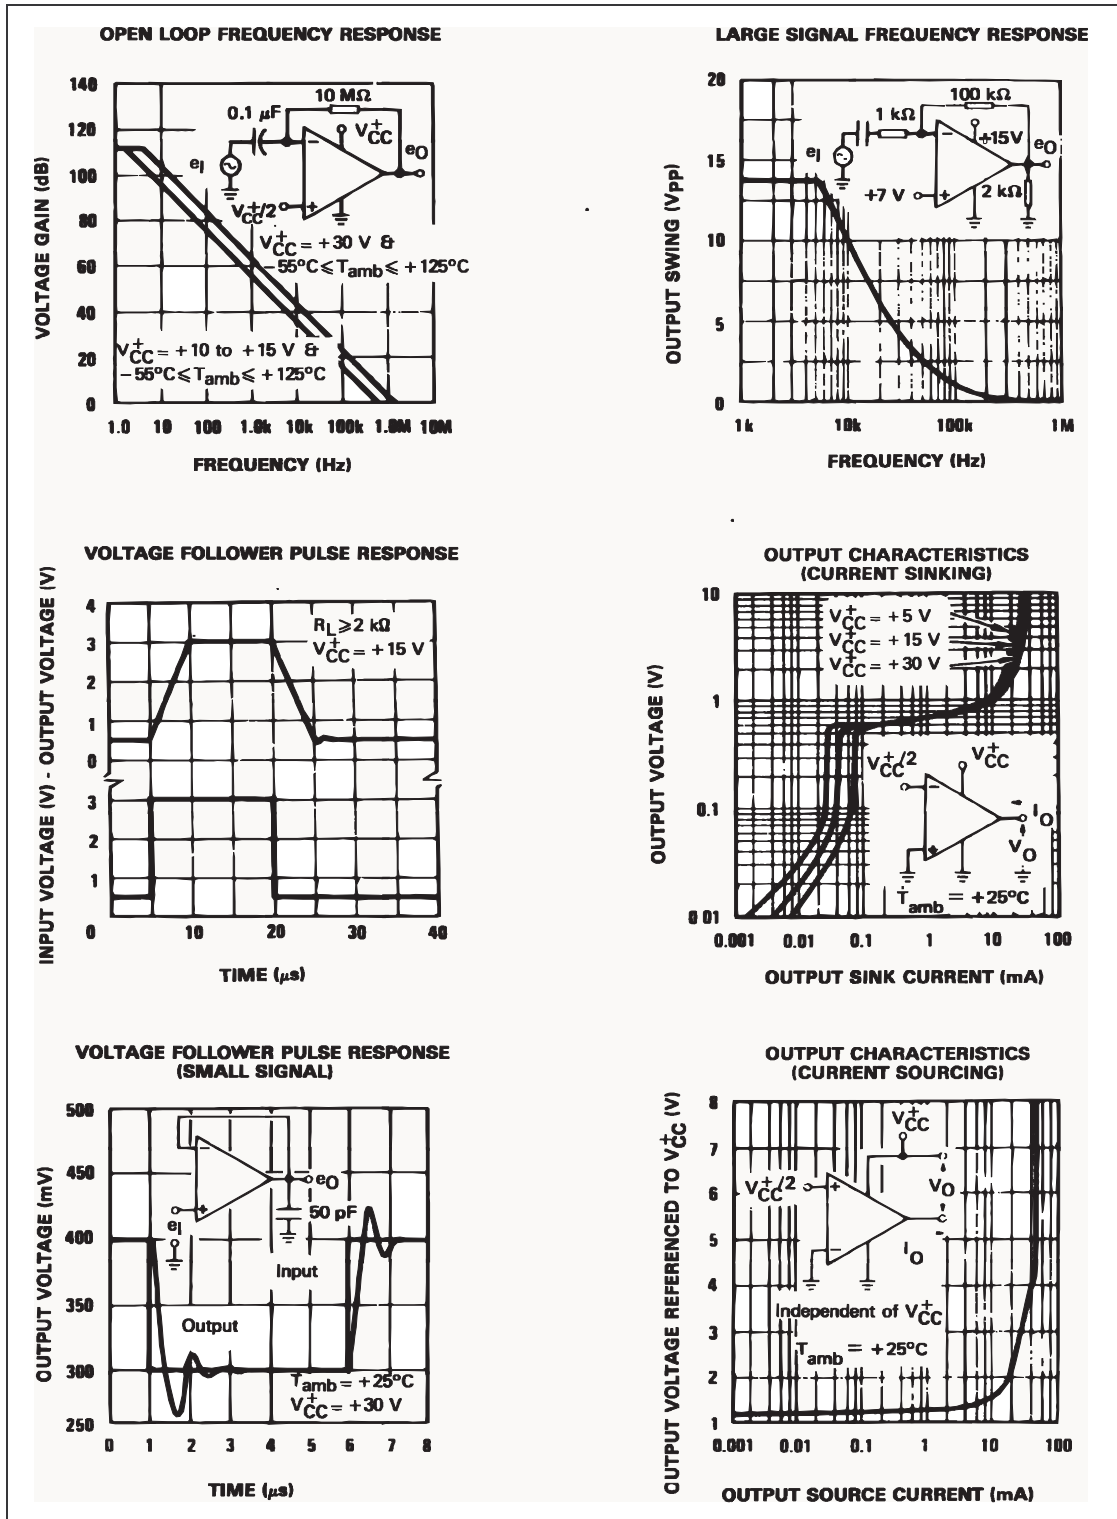 OPEN LOOP FREQUENCY RESPONSE
VOLTAGE GAIN (dB)
140
120
100
80
60
40
20
0
10 MΩ
0.1 μF
V+CC
eI
eO
V+CC/2
V+CC = +30 V &
-55°C ≤ Tamb ≤ +125°C
V+CC = +10 to +15 V &
-55°C ≤ Tamb ≤ +125°C
1.0 10 100 1.0k 10k 100k 1.0M 10M
FREQUENCY (Hz)
LARGE SIGNAL FREQUENCY RESPONSE
OUTPUT SWING (Vpp)
20
15
10
5
0
100 kΩ
1 kΩ
+15V
eI
eO
+7 V
2 kΩ
1k 10k 100k 1M
FREQUENCY (Hz)
VOLTAGE FOLLOWER PULSE RESPONSE
INPUT VOLTAGE (V) - OUTPUT VOLTAGE (V)
4
3
2
1
0
3
2
1
RL ≥ 2 kΩ
V+CC = +15 V
0 10 20 30 40
TIME (μs)
OUTPUT CHARACTERISTICS
(CURRENT SINKING)
OUTPUT VOLTAGE (V)
10
1
0.1
0.01
V+CC = +5 V
V+CC = +15 V
V+CC = +30 V
V+CC/2
V+CC
IO
VO
Tamb = +25°C
0.001 0.01 0.1 1 10 100
OUTPUT SINK CURRENT (mA)
VOLTAGE FOLLOWER PULSE RESPONSE
(SMALL SIGNAL)
OUTPUT VOLTAGE (mV)
500
450
400
350
300
250
eO
50 pF
eI
Input
Output
Tamb = +25°C
V+CC = +30 V
0 1 2 3 4 5 6 7 8
TIME (μs)
OUTPUT CHARACTERISTICS
(CURRENT SOURCING)
OUTPUT VOLTAGE REFERENCED TO V+CC (V)
8
7
6
5
4
3
2
1
V+CC
V+CC/2
VO
IO
Independent of V+CC
Tamb = +25°C
0.001 0.01 0.1 1 10 100
OUTPUT SOURCE CURRENT (mA)